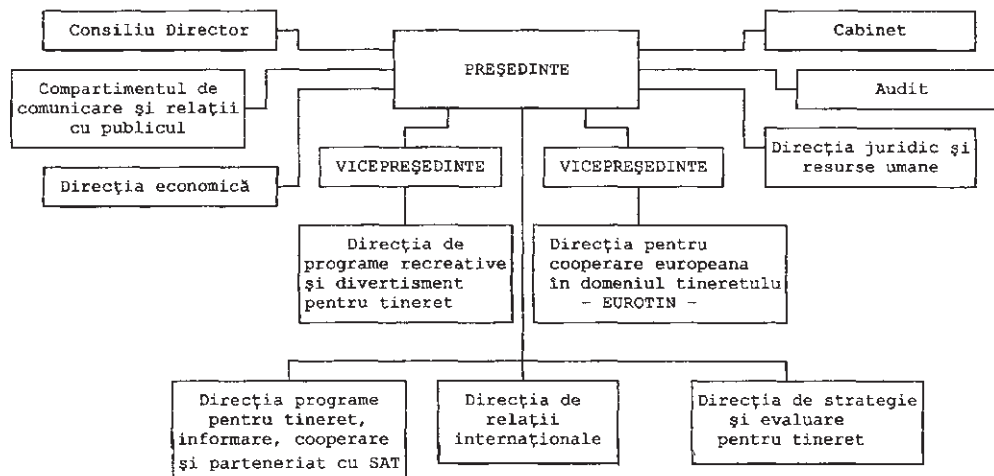 Consiliu Director
Cabinet
PREŞEDINTE
Compartimentul de
comunicare şi relaţii
cu publicul
Audit
Direcţia juridic şi
resurse umane
Direcţia economică
VICEPREŞEDINTE
VICEPREŞEDINTE
Direcţia de
programe recreative
şi divertisment
pentru tineret
Direcţia pentru
cooperare europeana
în domeniul tineretulu
- EUROTIN -
Direcţia programe
pentru tineret,
informare, cooperare
şi parteneriat cu SAT
Direcţia de
relaţii
internaţionale
Direcţia de strategie
şi evaluare
pentru tineret